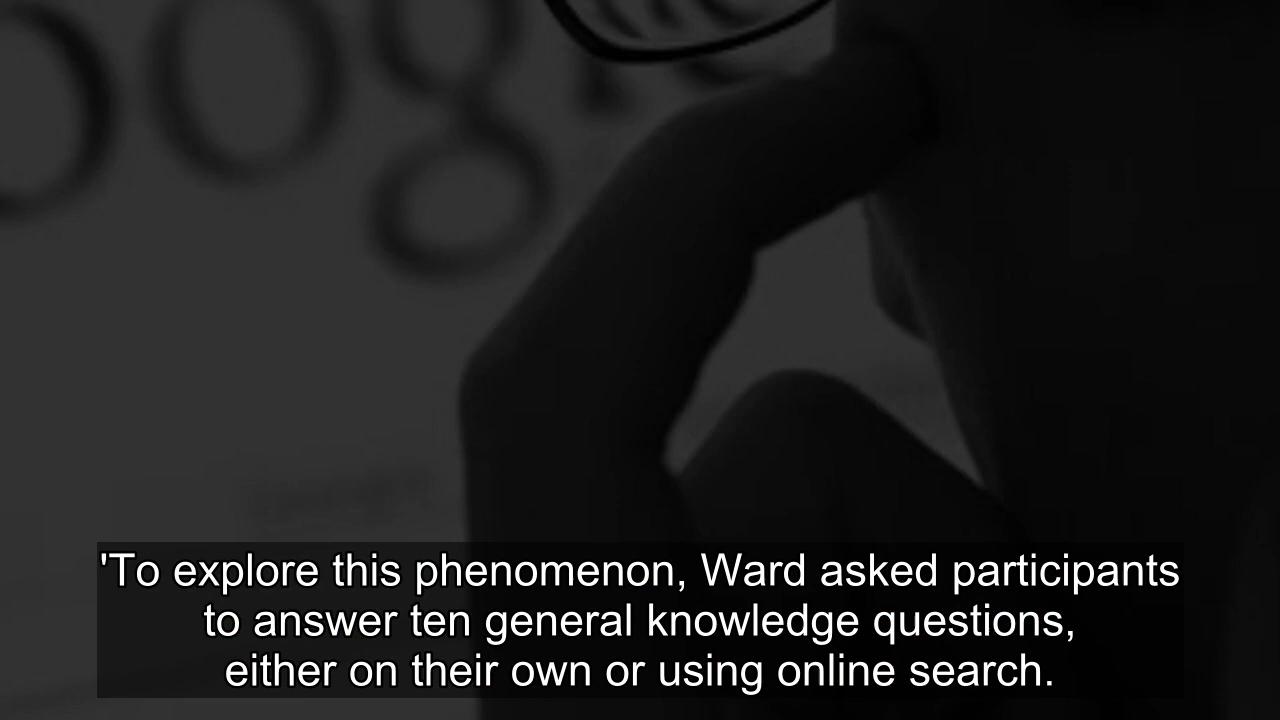 oogle
'To explore this phenomenon, Ward asked participants
to answer ten general knowledge questions,
either on their own or using online search.